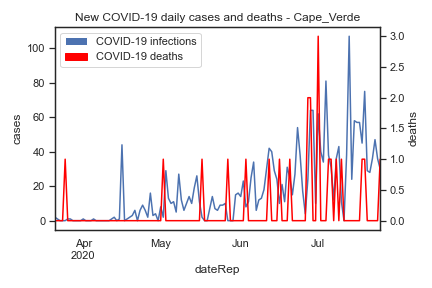 New COVID-19 daily cases and deaths - Cape_Verde
COVID-19 infections
COVID-19 deaths
100
80
60
40
20
0
cases
3.0
2.5
2.0
1.5
1.0
0.5
0.0
deaths
Apr
2020
May
Jun
Jul
dateRep